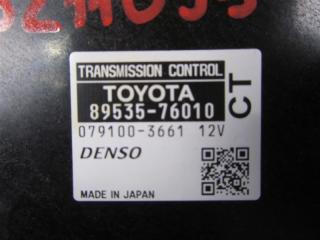 TRANSMISSION CONTROL
TOYOTA
89535-76010
079100-3661 12V
CT
DENSO
MADE IN JAPAN